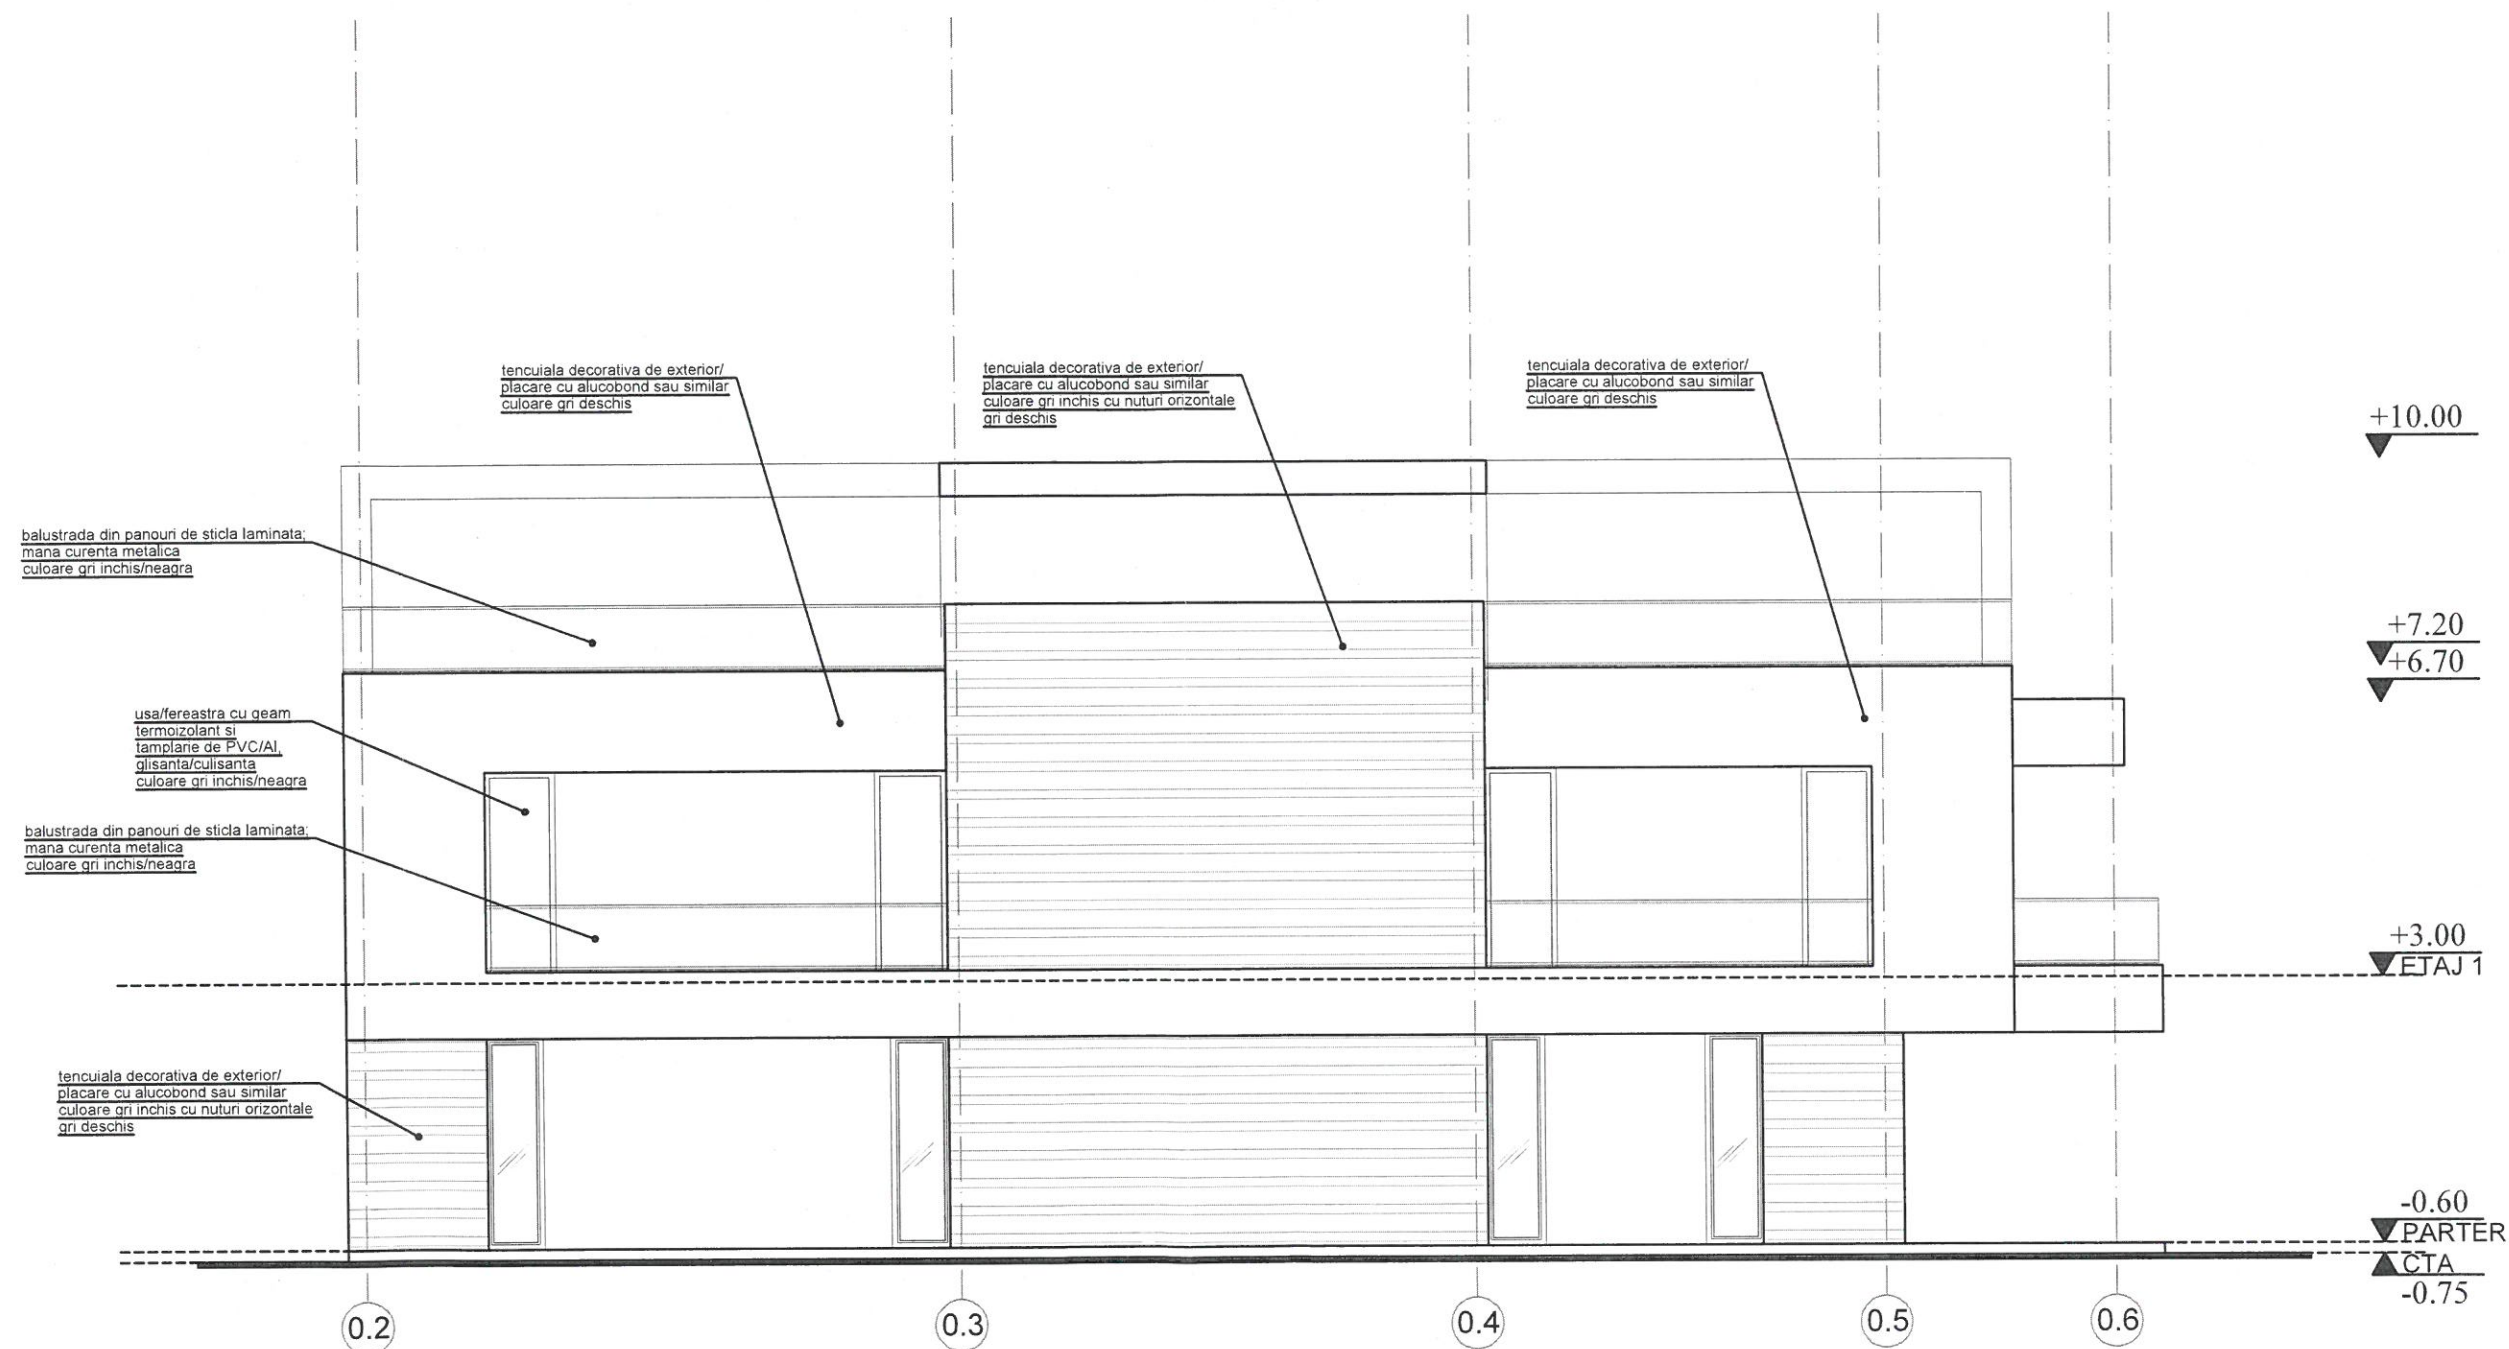 tencuiala decorativa de exterior/
placare cu alucobond sau similar
culoare gri deschis
tencuiala decorativa de exterior/
placare cu alucobond sau similar
culoare gri inchis cu nuturi orizontale
gri deschis
tencuiala decorativa de exterior/
placare cu alucobond sau similar
culoare gri deschis
+10.00
balustrada din panouri de sticla laminata;
mana curenta metalica
culoare gri inchis/neagra
+7.20
+6.70
usa/fereastra cu geam
termoizolant si
tamplarie de PVC/Al,
glisanta/culisanta
culoare gri inchis/neagra
balustrada din panouri de sticla laminata;
mana curenta metalica
culoare gri inchis/neagra
+3.00
ETAJ 1
tencuiala decorativa de exterior/
placare cu alucobond sau similar
culoare gri inchis cu nuturi orizontale
gri deschis
-0.60
PARTER
CTA
-0.75
0.2
0.3
0.4
0.5
0.6